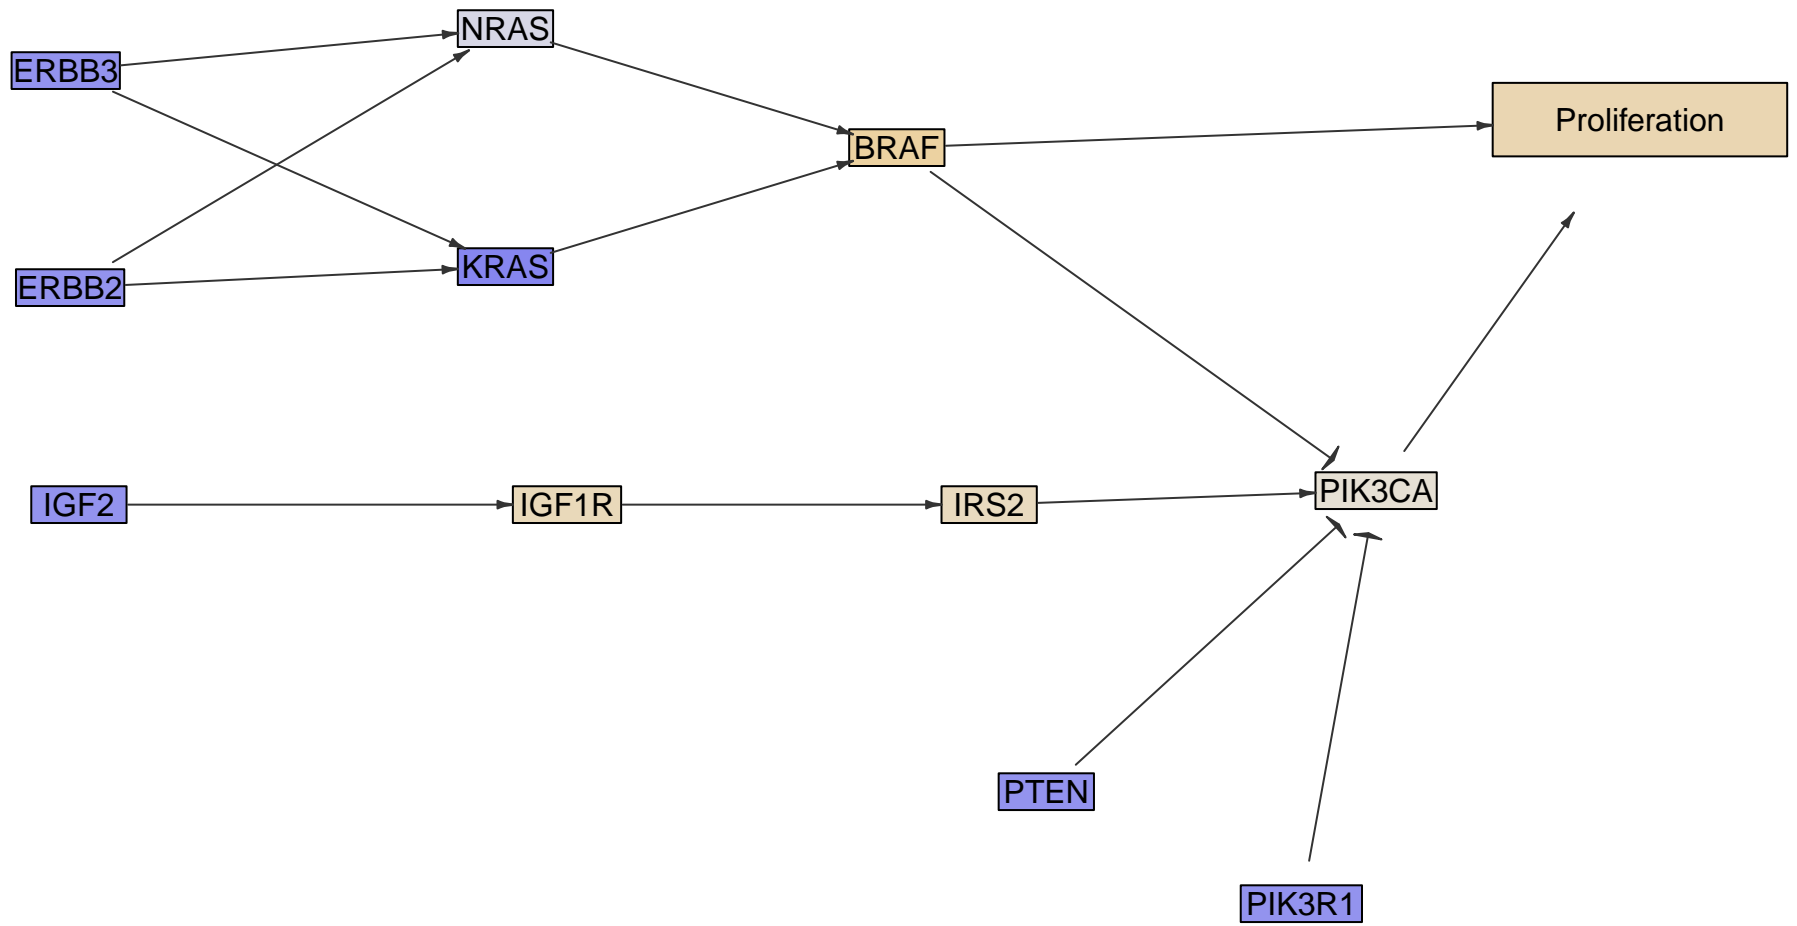 NRAS
ERBB3
Proliferation
BRAF
KRAS
ERBB2
PIK3CA
IGF2
IGF1R
IRS2
PTEN
PIK3R1